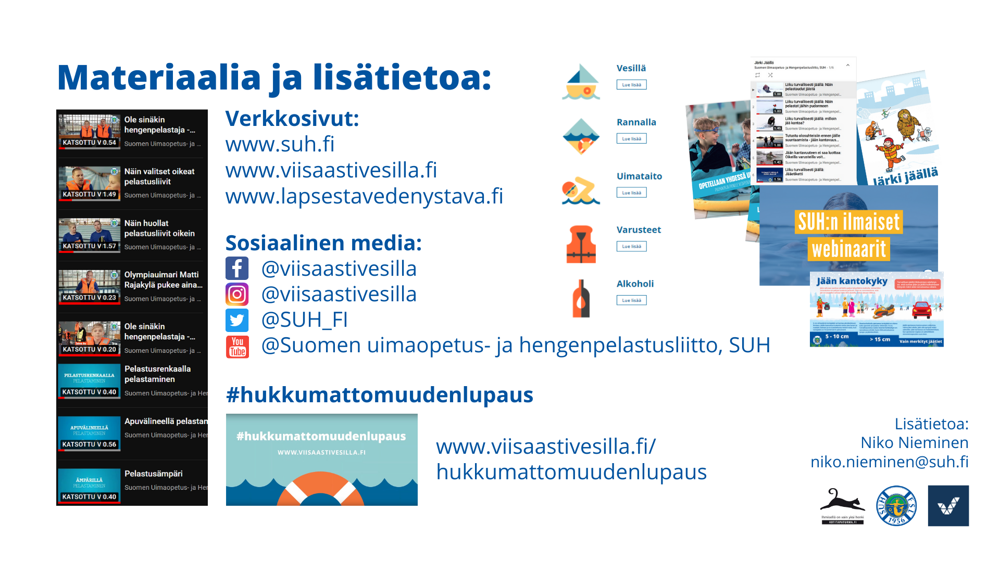 Materiaalia ja lisätietoa:
Ole sinäkin
hengenpelastaja -...
KATSOTTU V 0.54
Suomen Uimaopetus- ja ...
Näin valitset oikeat
pelastusliivit
KATSOTTU V 1.49
Suomen Uimaopetus- ja ...
Näin huollat
pelastusliivit oikein
KATSOTTU V 1.57
Suomen Uimaopetus- ja ...
Olympiauimari Matti
Rajakylä pukee aina...
KATSOTTU V 0.23
Suomen Uimaopetus- ja ...
Ole sinäkin
hengenpelastaja -...
KATSOTTU V 0.20
Suomen Uimaopetus- ja ...
Pelastusrenkaalla
pelastaminen
PELASTUSRENKAALLA
PELASTAMINEN
KATSOTTU V 0.40
Suomen Uimaopetus- ja Her
Apuvälineellä pelastan
APUVÄLINEELLÄ
PELASTAMINEN
KATSOTTU V 0.56
Suomen Uimaopetus- ja Her
Pelastusämpäri
ÄMPÄRILLÄ
PELASTAMINEN
KATSOTTU V 0.40
Suomen Uimaopetus- ja Her
Verkkosivut:
www.suh.fi
www.viisaastivesilla.fi
www.lapsestavedenystava.fi
Sosiaalinen media:
@viisaastivesilla
@viisaastivesilla
@SUH_FI
You
Tube
@Suomen uimaopetus- ja hengenpelastusliitto, SUH
#hukkumattomuudenlupaus
#hukkumattomuudenlupaus
WWW.VIISAASTIVESILLA.FI
www.viisaastivesilla.fi/
hukkumattomuudenlupaus
Vesillä
Lue lisää
Rannalla
Lue lisää
Uimataito
Lue lisää
Varusteet
Lue lisää
Alkoholi
Lue lisää
Järki Jäällä
Suomen Uimaopetus- ja Hengenpelastusliitto, SUH - 1/6
Liiku turvallisesti jäällä: Näin
pelastaudut jäistä
1.00
Suomen Uimaopetus- ja Hengenpel...
2
Liiku turvallisesti jäällä: Näin
pelastat jäihin pudonneen
1.03
Suomen Uimaopetus- ja Hengenpel...
3
Liiku turvallisesti jäällä: milloin
jää kantaa?
1.45
Suomen Uimaopetus- ja Hengenpel...
4
Tutustu olosuhteisiin ennen jäille
suuntaamista - jään kantavuus...
1.00
Suomen Uimaopetus- ja Hengenpel...
5
Jään kantavuuteen ei saa luottaa:
Oikeilla varusteilla voit...
1.42
Suomen Uimaopetus- ja Hengenpel...
6
Liiku turvallisesti jäällä:
Jääetiketti
1.56
Suomen Uimaopetus- ja Hengenpel...
OPETELLAAN YHDESSÄ UI
Järki jäällä
SUH:n ilmaiset
webinaarit
Jään kantokyky
5 - 10 cm
> 15 cm
Vain merkityt jäätiet
Lisätietoa:
Niko Nieminen
niko.nieminen@suh.fi
Ihmisellä on vain yksi henki
KOTITAPATURMA.FI
SUH
FSL
1956